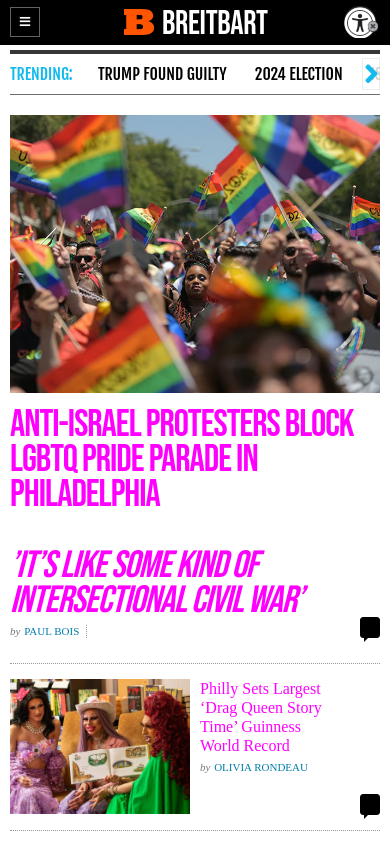 BREITBART
TRENDING: TRUMP FOUND GUILTY 2024 ELECTION
ANTI-ISRAEL PROTESTERS BLOCK
LGBTQ PRIDE PARADE IN
PHILADELPHIA
’IT’S LIKE SOME KIND OF
INTERSECTIONAL CIVIL WAR’
by PAUL BOIS
Philly Sets Largest
‘Drag Queen Story
Time’ Guinness
World Record
by OLIVIA RONDEAU